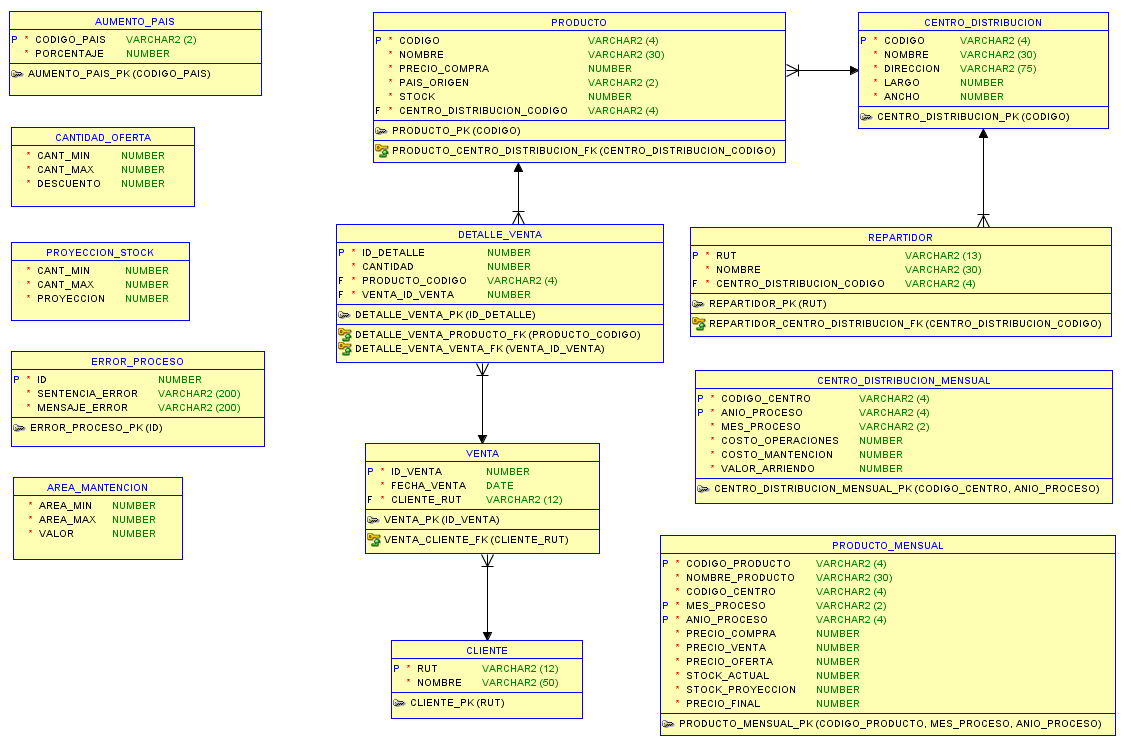 AUMENTO_PAIS
P * CODIGO_PAIS VARCHAR2 (2)
* PORCENTAJE NUMBER
AUMENTO_PAIS_PK (CODIGO_PAIS)
CANTIDAD_OFERTA
* CANT_MIN NUMBER
* CANT_MAX NUMBER
* DESCUENTO NUMBER
PROYECCION_STOCK
* CANT_MIN NUMBER
* CANT_MAX NUMBER
* PROYECCION NUMBER
ERROR_PROCESO
P * ID NUMBER
* SENTENCIA_ERROR VARCHAR2 (200)
* MENSAJE_ERROR VARCHAR2 (200)
ERROR_PROCESO_PK (ID)
AREA_MANTENCION
* AREA_MIN NUMBER
* AREA_MAX NUMBER
* VALOR NUMBER
PRODUCTO
P * CODIGO VARCHAR2 (4)
* NOMBRE VARCHAR2 (30)
* PRECIO_COMPRA NUMBER
* PAIS_ORIGEN VARCHAR2 (2)
* STOCK NUMBER
F * CENTRO_DISTRIBUCION_CODIGO VARCHAR2 (4)
PRODUCTO_PK (CODIGO)
PRODUCTO_CENTRO_DISTRIBUCION_FK (CENTRO_DISTRIBUCION_CODIGO)
DETALLE_VENTA
P * ID_DETALLE NUMBER
* CANTIDAD NUMBER
F * PRODUCTO_CODIGO VARCHAR2 (4)
F * VENTA_ID_VENTA NUMBER
DETALLE_VENTA_PK (ID_DETALLE)
DETALLE_VENTA_PRODUCTO_FK (PRODUCTO_CODIGO)
DETALLE_VENTA_VENTA_FK (VENTA_ID_VENTA)
VENTA
P * ID_VENTA NUMBER
* FECHA_VENTA DATE
F * CLIENTE_RUT VARCHAR2 (12)
VENTA_PK (ID_VENTA)
VENTA_CLIENTE_FK (CLIENTE_RUT)
CLIENTE
P * RUT VARCHAR2 (12)
* NOMBRE VARCHAR2 (50)
CLIENTE_PK (RUT)
CENTRO_DISTRIBUCION
P * CODIGO VARCHAR2 (4)
* NOMBRE VARCHAR2 (30)
* DIRECCION VARCHAR2 (75)
* LARGO NUMBER
* ANCHO NUMBER
CENTRO_DISTRIBUCION_PK (CODIGO)
REPARTIDOR
P * RUT VARCHAR2 (13)
* NOMBRE VARCHAR2 (30)
F * CENTRO_DISTRIBUCION_CODIGO VARCHAR2 (4)
REPARTIDOR_PK (RUT)
REPARTIDOR_CENTRO_DISTRIBUCION_FK (CENTRO_DISTRIBUCION_CODIGO)
CENTRO_DISTRIBUCION_MENSUAL
P * CODIGO_CENTRO VARCHAR2 (4)
P * ANIO_PROCESO VARCHAR2 (4)
* MES_PROCESO VARCHAR2 (2)
* COSTO_OPERACIONES NUMBER
* COSTO_MANTENCION NUMBER
* VALOR_ARRIENDO NUMBER
CENTRO_DISTRIBUCION_MENSUAL_PK (CODIGO_CENTRO, ANIO_PROCESO)
PRODUCTO_MENSUAL
P * CODIGO_PRODUCTO VARCHAR2 (4)
* NOMBRE_PRODUCTO VARCHAR2 (30)
* CODIGO_CENTRO VARCHAR2 (4)
P * MES_PROCESO VARCHAR2 (2)
P * ANIO_PROCESO VARCHAR2 (4)
* PRECIO_COMPRA NUMBER
* PRECIO_VENTA NUMBER
* PRECIO_OFERTA NUMBER
* STOCK_ACTUAL NUMBER
* STOCK_PROYECCION NUMBER
* PRECIO_FINAL NUMBER
PRODUCTO_MENSUAL_PK (CODIGO_PRODUCTO, MES_PROCESO, ANIO_PROCESO)